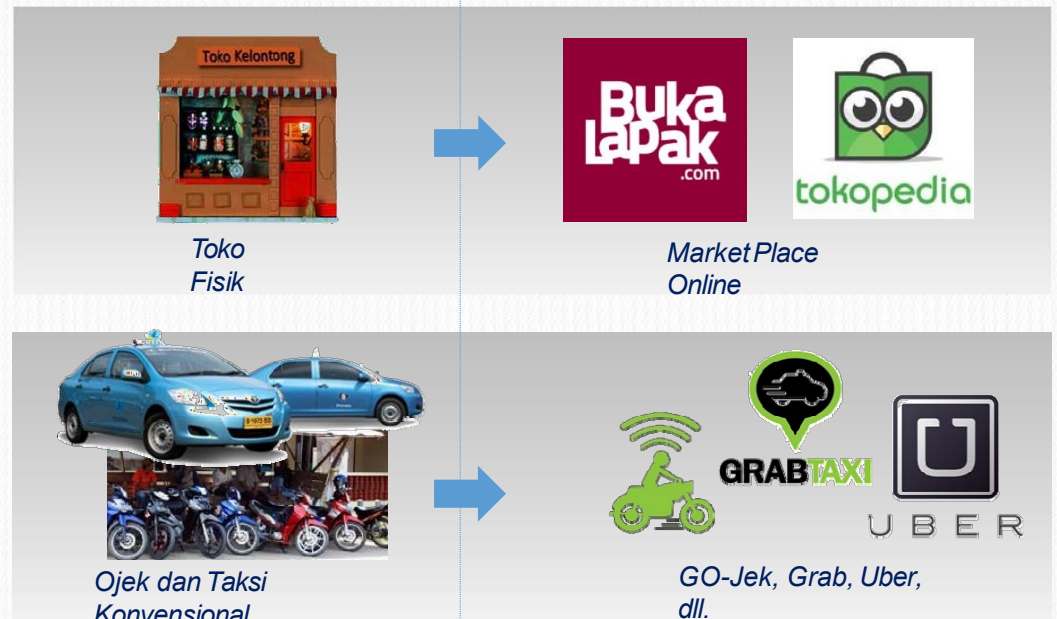 Toko Kelontong
Buka
Lapak
.com
tokopedia
Toko
Fisik
Market Place
Online
GRABTAXI
U
UBER
Ojek dan Taksi
Konvensional
GO-Jek, Grab, Uber,
dll.